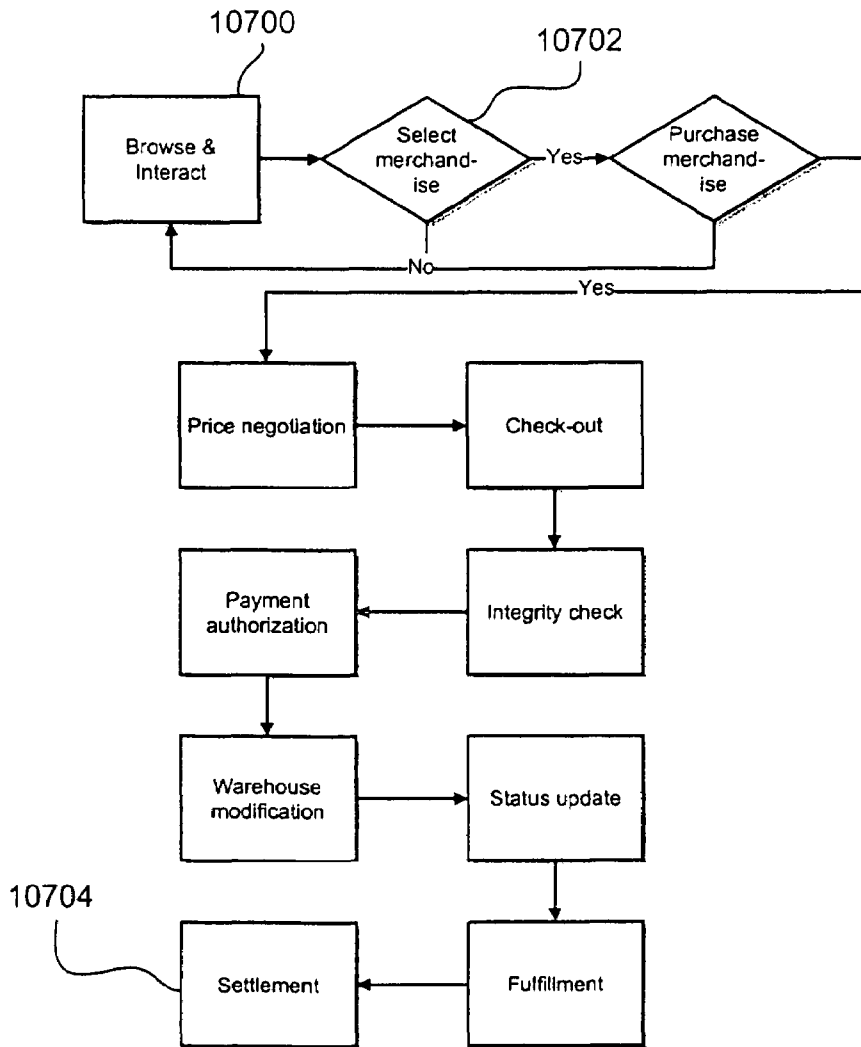 10700
10702
Browse &
Interact
Select
merchand-
ise
Yes
Purchase
merchand-
ise
No
Yes
Price negotiation
Check-out
Payment
authorization
Integrity check
Warehouse
modification
Status update
10704
Settlement
Fulfillment